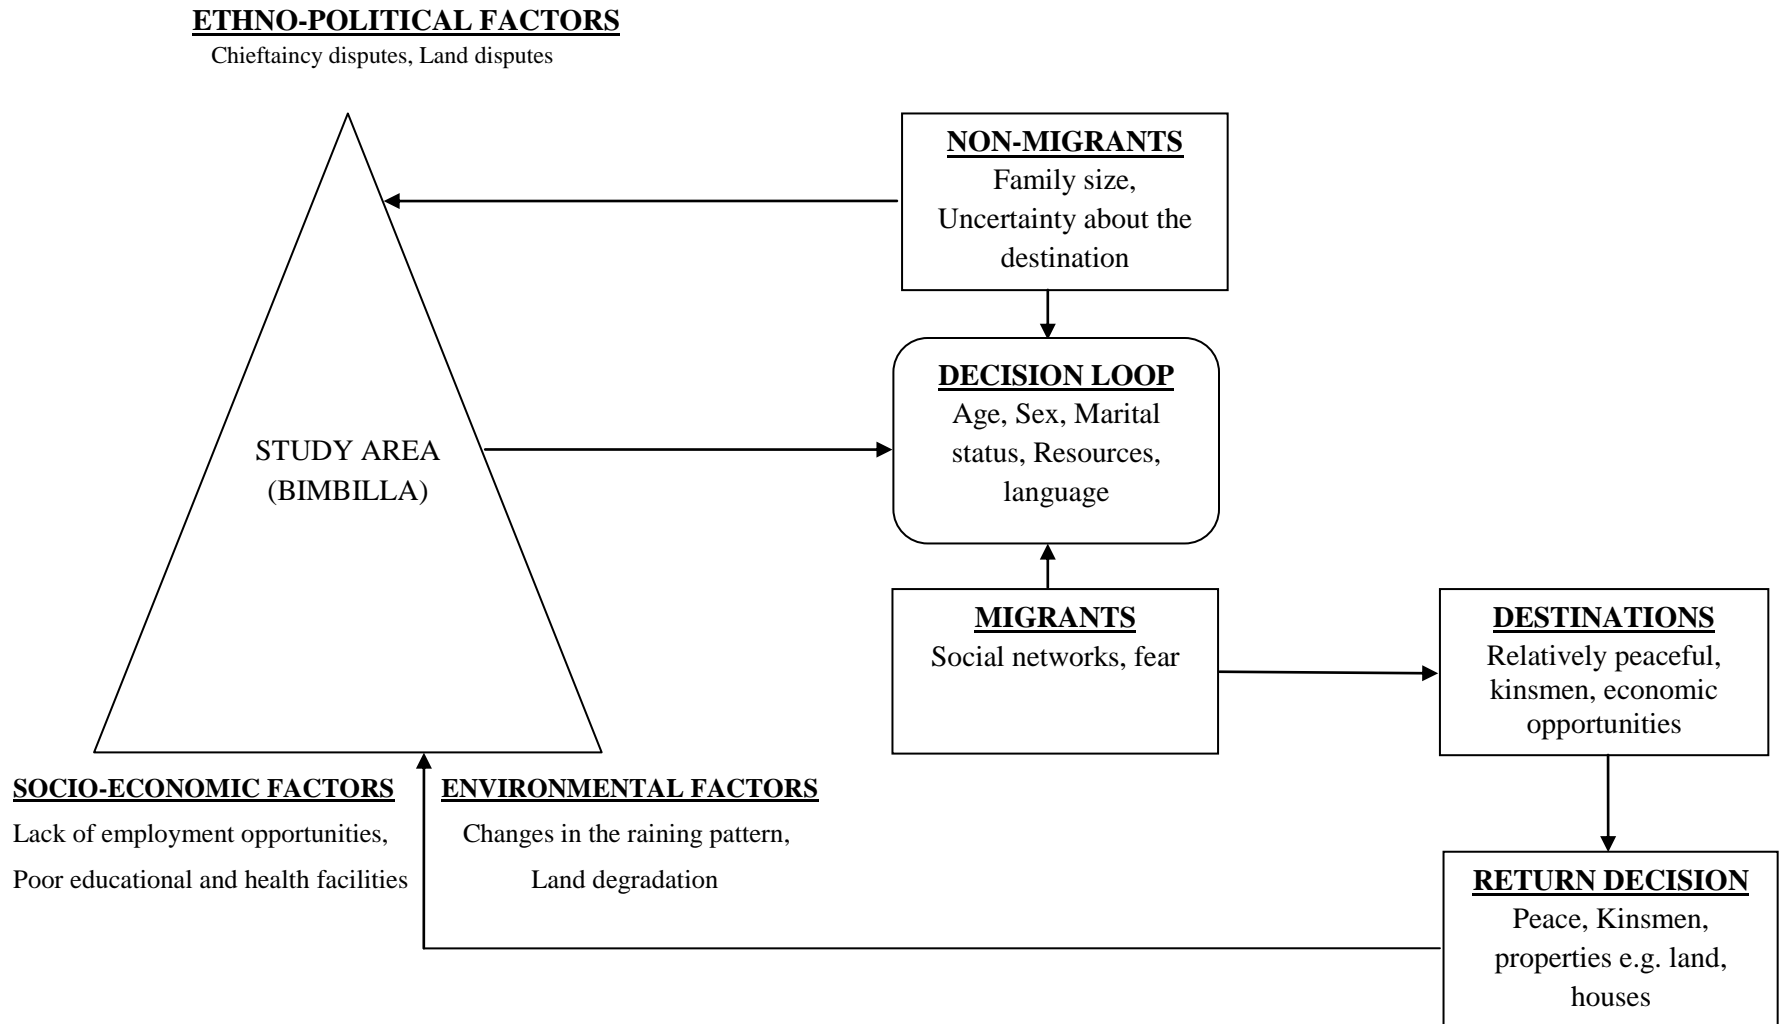 ETHNO-POLITICAL FACTORS
Chieftaincy disputes, Land disputes
NON-MIGRANTS
Family size,
Uncertainty about the
destination
DECISION LOOP
Age, Sex, Marital
status, Resources,
language
STUDY AREA
(BIMBILLA)
MIGRANTS
Social networks, fear
DESTINATIONS
Relatively peaceful,
kinsmen, economic
opportunities
SOCIO-ECONOMIC FACTORS
Lack of employment opportunities,
Poor educational and health facilities
ENVIRONMENTAL FACTORS
Changes in the raining pattern,
Land degradation
RETURN DECISION
Peace, Kinsmen,
properties e.g. land,
houses